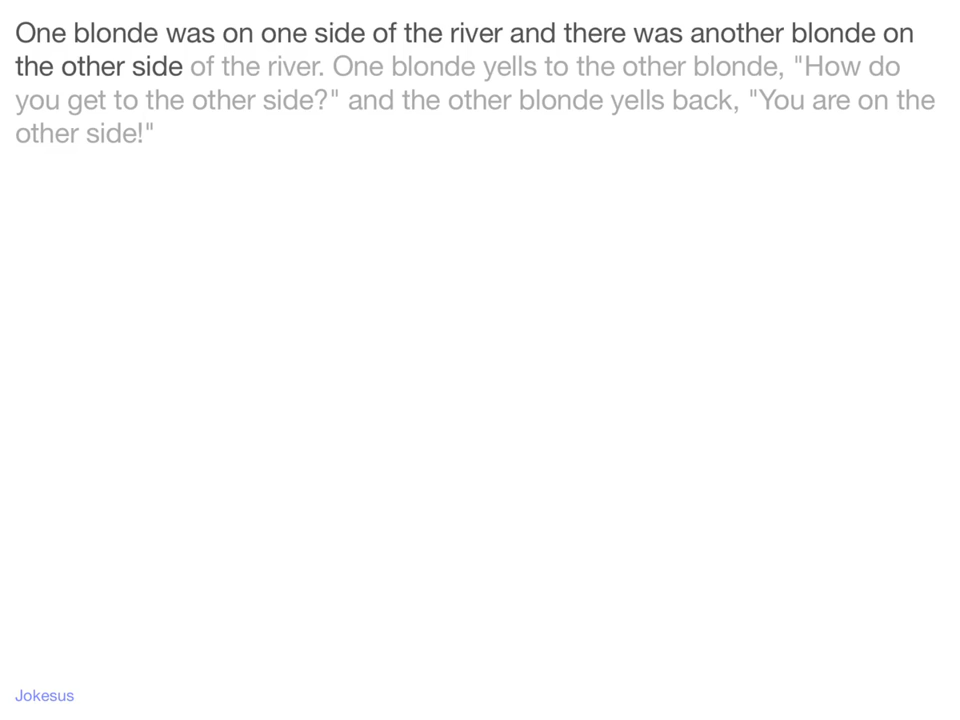 One blonde was on one side of the river and there was another blonde on
the other side of the river. One blonde yells to the other blonde, "How do
you get to the other side?" and the other blonde yells back, "You are on the
other side!"
Jokesus